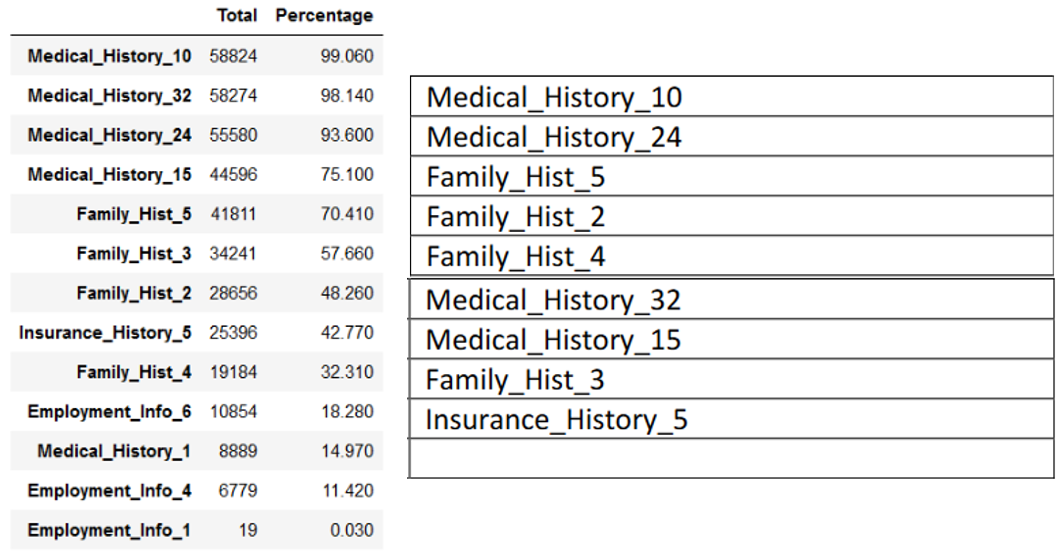 Total Percentage
Medical_History_10 58824 99.060
Medical_History_32 58274 98.140
Medical_History_24 55580 93.600
Medical_History_15 44596 75.100
Family_Hist_5 41811 70.410
Family_Hist_3 34241 57.660
Family_Hist_2 28656 48.260
Insurance_History_5 25396 42.770
Family_Hist_4 19184 32.310
Employment_Info_6 10854 18.280
Medical_History_1 8889 14.970
Employment_Info_4 6779 11.420
Employment_Info_1 19 0.030
Medical_History_10
Medical_History_24
Family_Hist_5
Family_Hist_2
Family_Hist_4
Medical_History_32
Medical_History_15
Family_Hist_3
Insurance_History_5